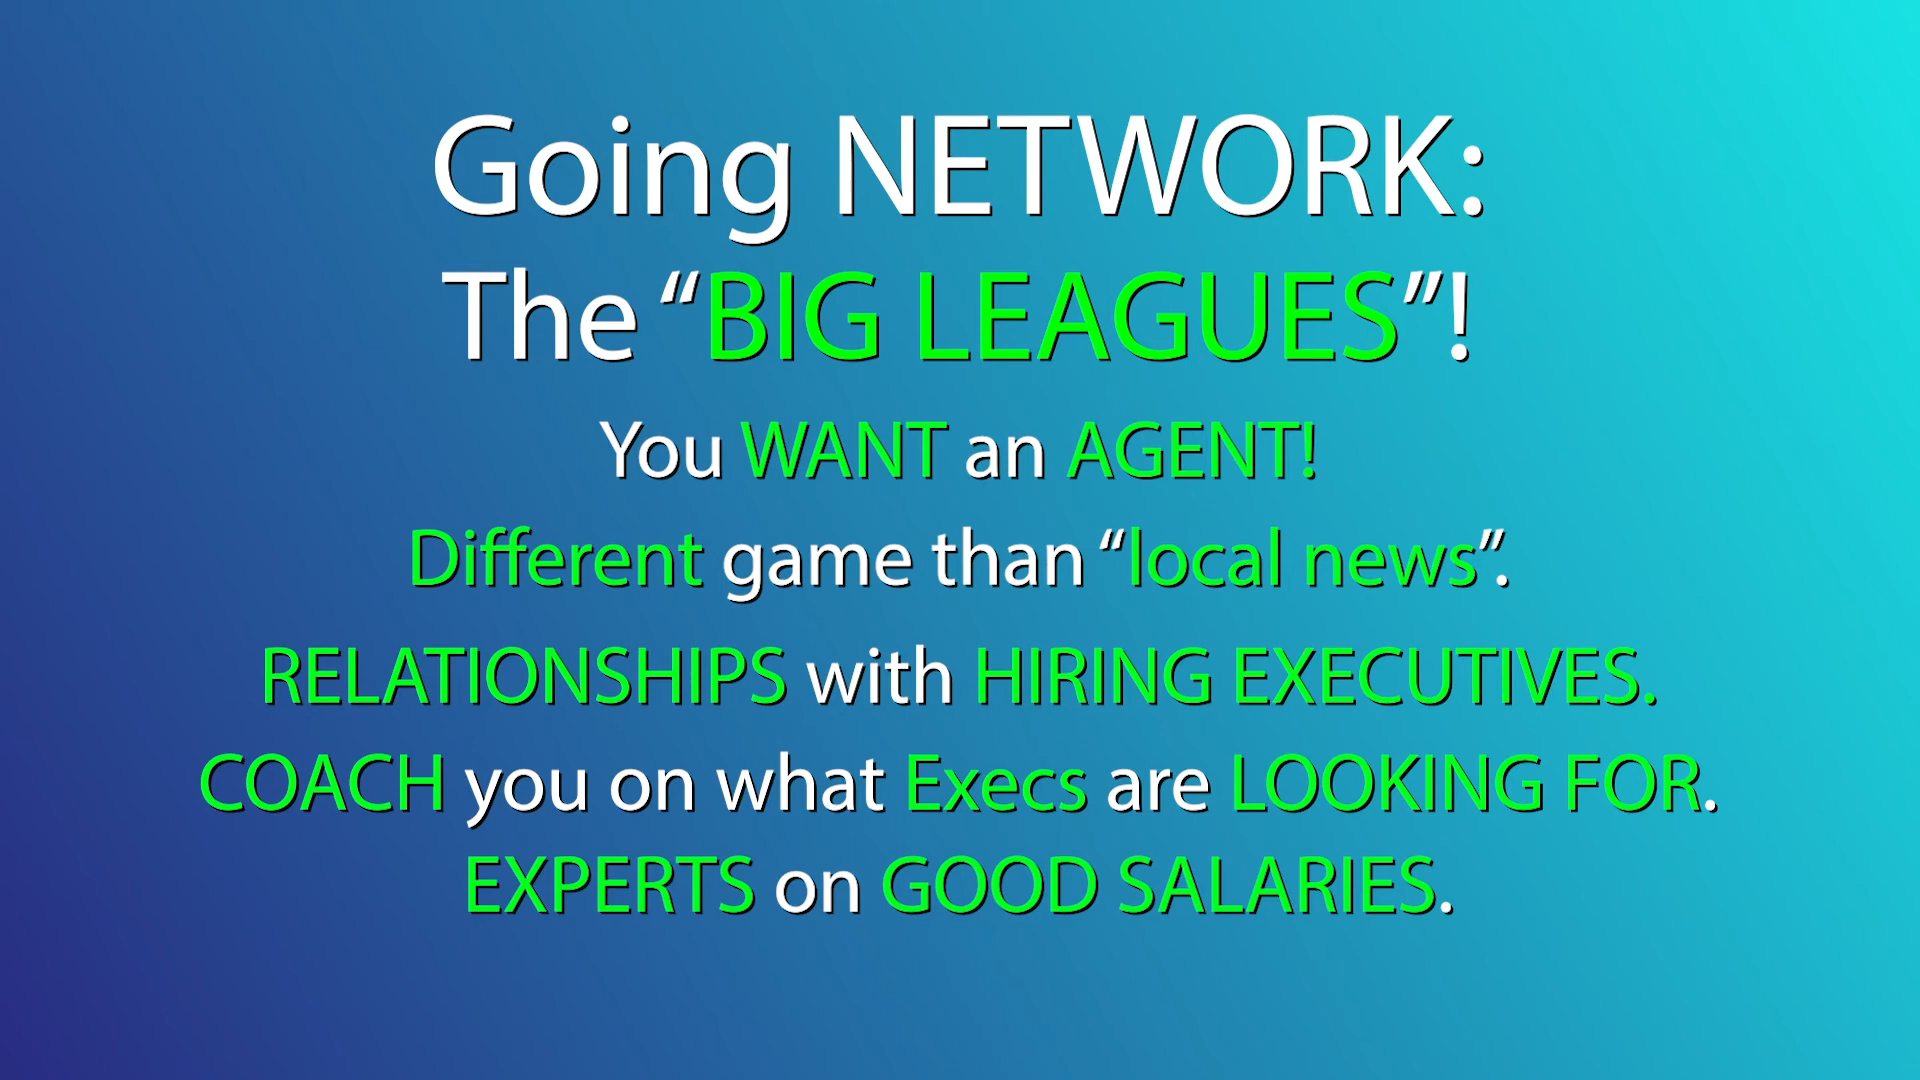 Going NETWORK:
The “BIG LEAGUES”!
You WANT an AGENT!
Different game than “local news”.
RELATIONSHIPS with HIRING EXECUTIVES.
COACH you on what Execs are LOOKING FOR.
EXPERTS on GOOD SALARIES.